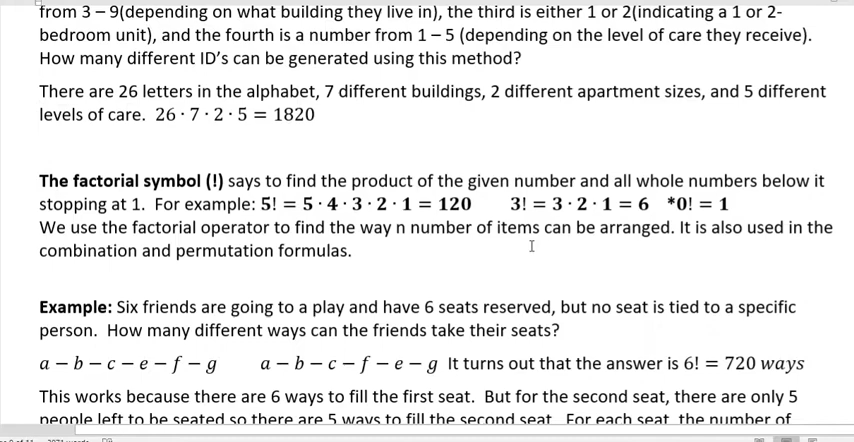 from 3 – 9(depending on what building they live in), the third is either 1 or 2(indicating a 1 or 2-
bedroom unit), and the fourth is a number from 1 – 5 (depending on the level of care they receive).
How many different ID's can be generated using this method?
There are 26 letters in the alphabet, 7 different buildings, 2 different apartment sizes, and 5 different
levels of care. 26 · 7 · 2 · 5 = 1820
The factorial symbol (!) says to find the product of the given number and all whole numbers below it
stopping at 1. For example: 5! = 5 · 4 · 3 · 2 · 1 = 120 3! = 3 · 2 · 1 = 6 *0! = 1
We use the factorial operator to find the way n number of items can be arranged. It is also used in the
combination and permutation formulas.
Example: Six friends are going to a play and have 6 seats reserved, but no seat is tied to a specific
person. How many different ways can the friends take their seats?
a − b − c − e − f − g a − b − c − f − e − g It turns out that the answer is 6! = 720 ways
This works because there are 6 ways to fill the first seat. But for the second seat, there are only 5
people left to be seated so there are 5 ways to fill the second seat. For each seat, the number of